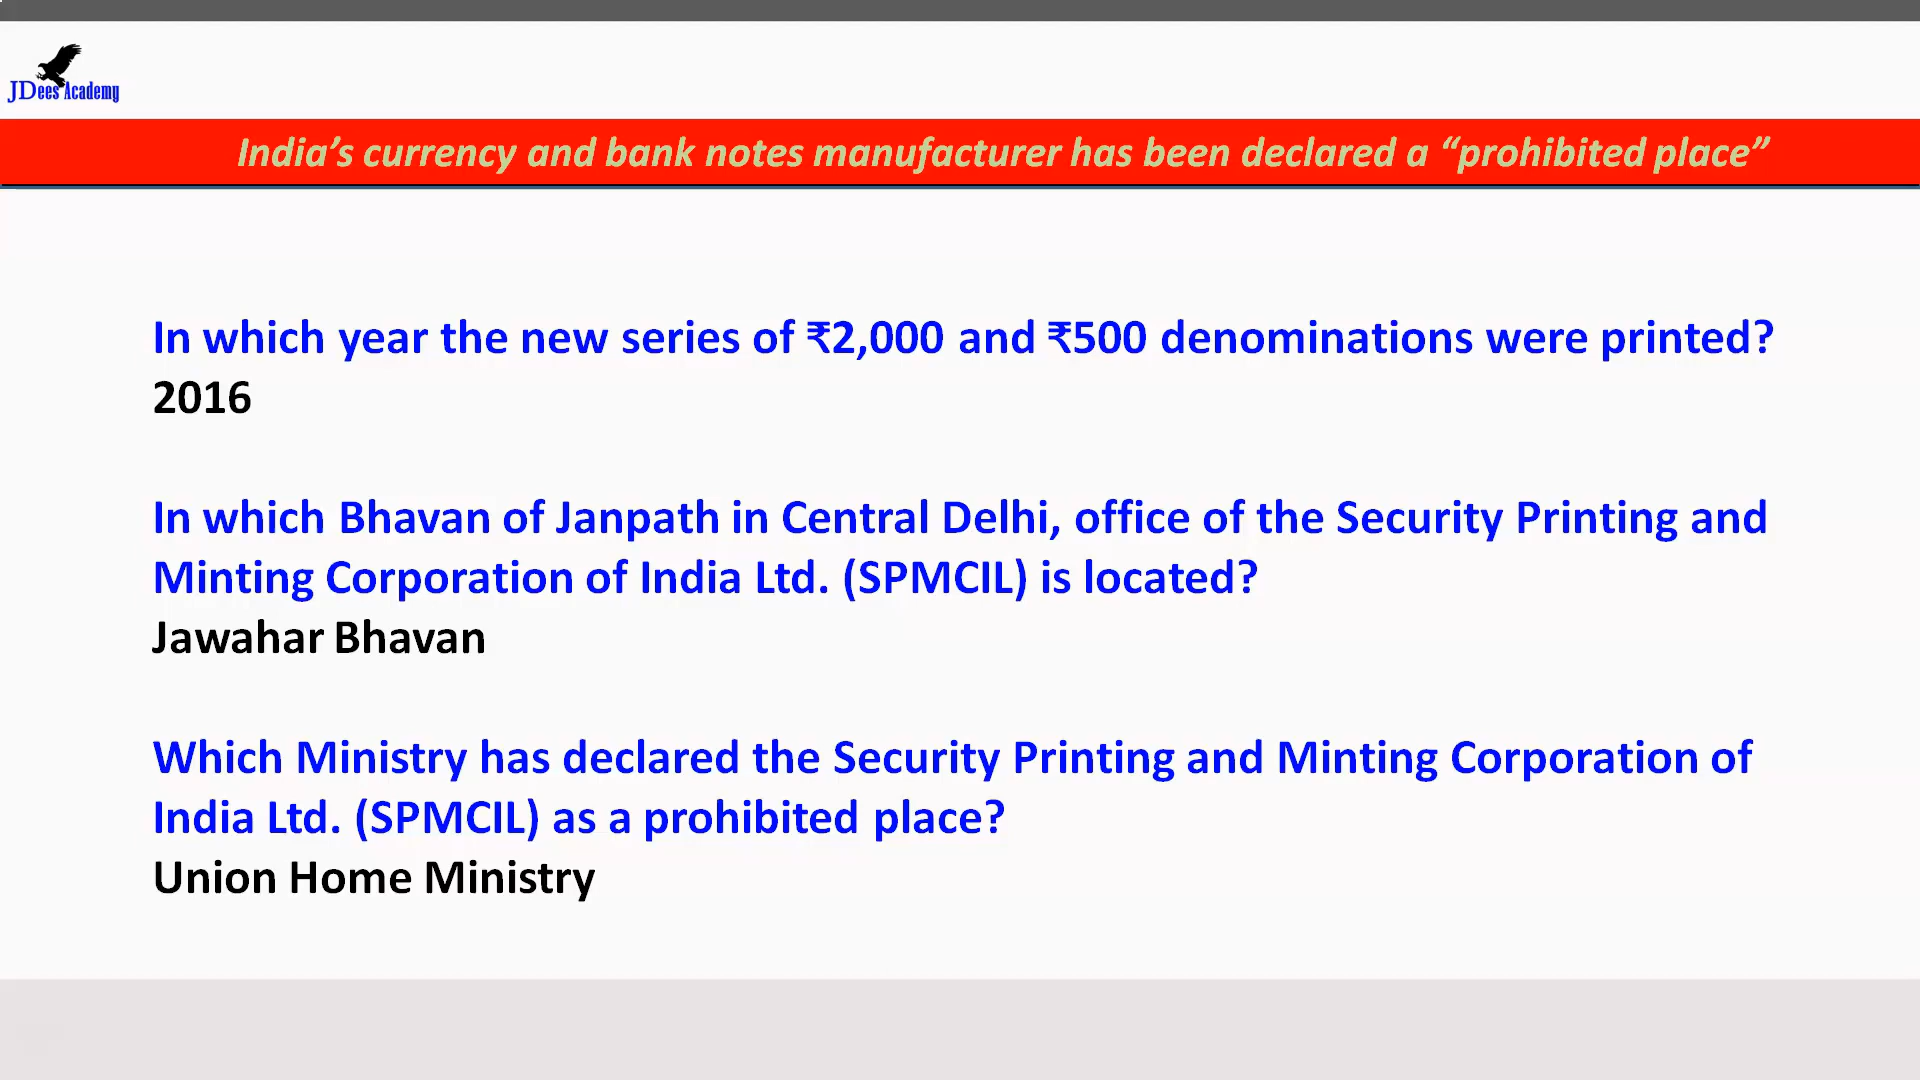 JDees Academy
India’s currency and bank notes manufacturer has been declared a “prohibited place”
In which year the new series of ₹2,000 and ₹500 denominations were printed?
2016
In which Bhavan of Janpath in Central Delhi, office of the Security Printing and
Minting Corporation of India Ltd. (SPMCIL) is located?
Jawahar Bhavan
Which Ministry has declared the Security Printing and Minting Corporation of
India Ltd. (SPMCIL) as a prohibited place?
Union Home Ministry